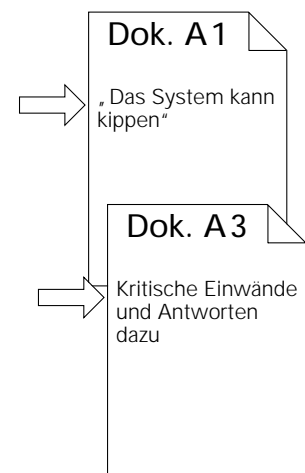 Dok. A1
„Das System kann
kippen“
Dok. A3
Kritische Einwände
und Antworten
dazu